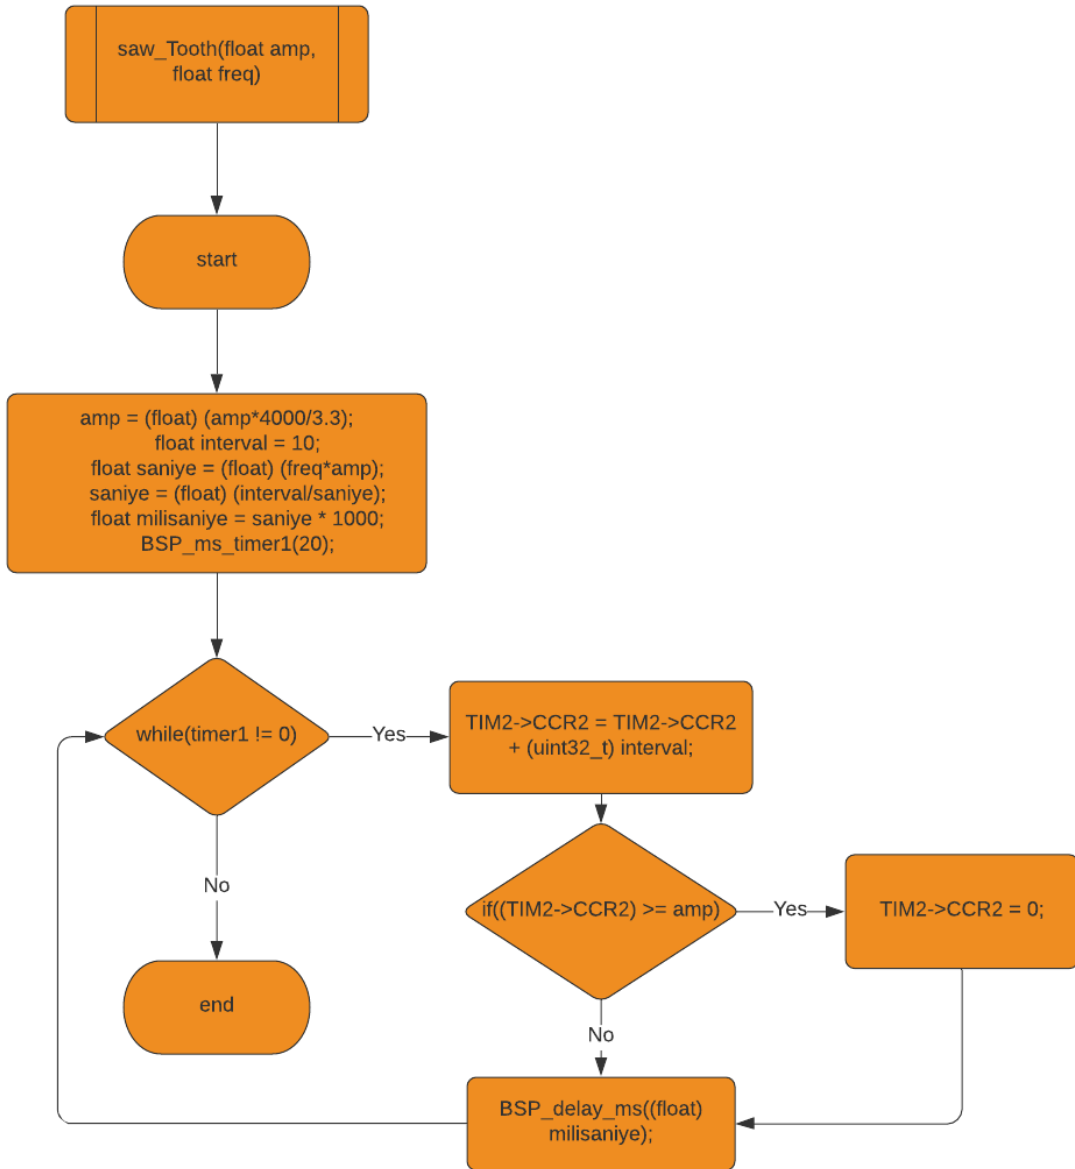 saw_Tooth(float amp,
float freq)
start
amp = (float) (amp*4000/3.3);
float interval = 10;
float saniye = (float) (freq*amp);
saniye = (float) (interval/saniye);
float milisaniye = saniye * 1000;
BSP_ms_timer1(20);
while(timer1 != 0)
Yes
TIM2->CCR2 = TIM2->CCR2
+ (uint32_t) interval;
No
if((TIM2->CCR2) >= amp)
Yes
TIM2->CCR2 = 0;
end
No
BSP_delay_ms((float)
milisaniye);